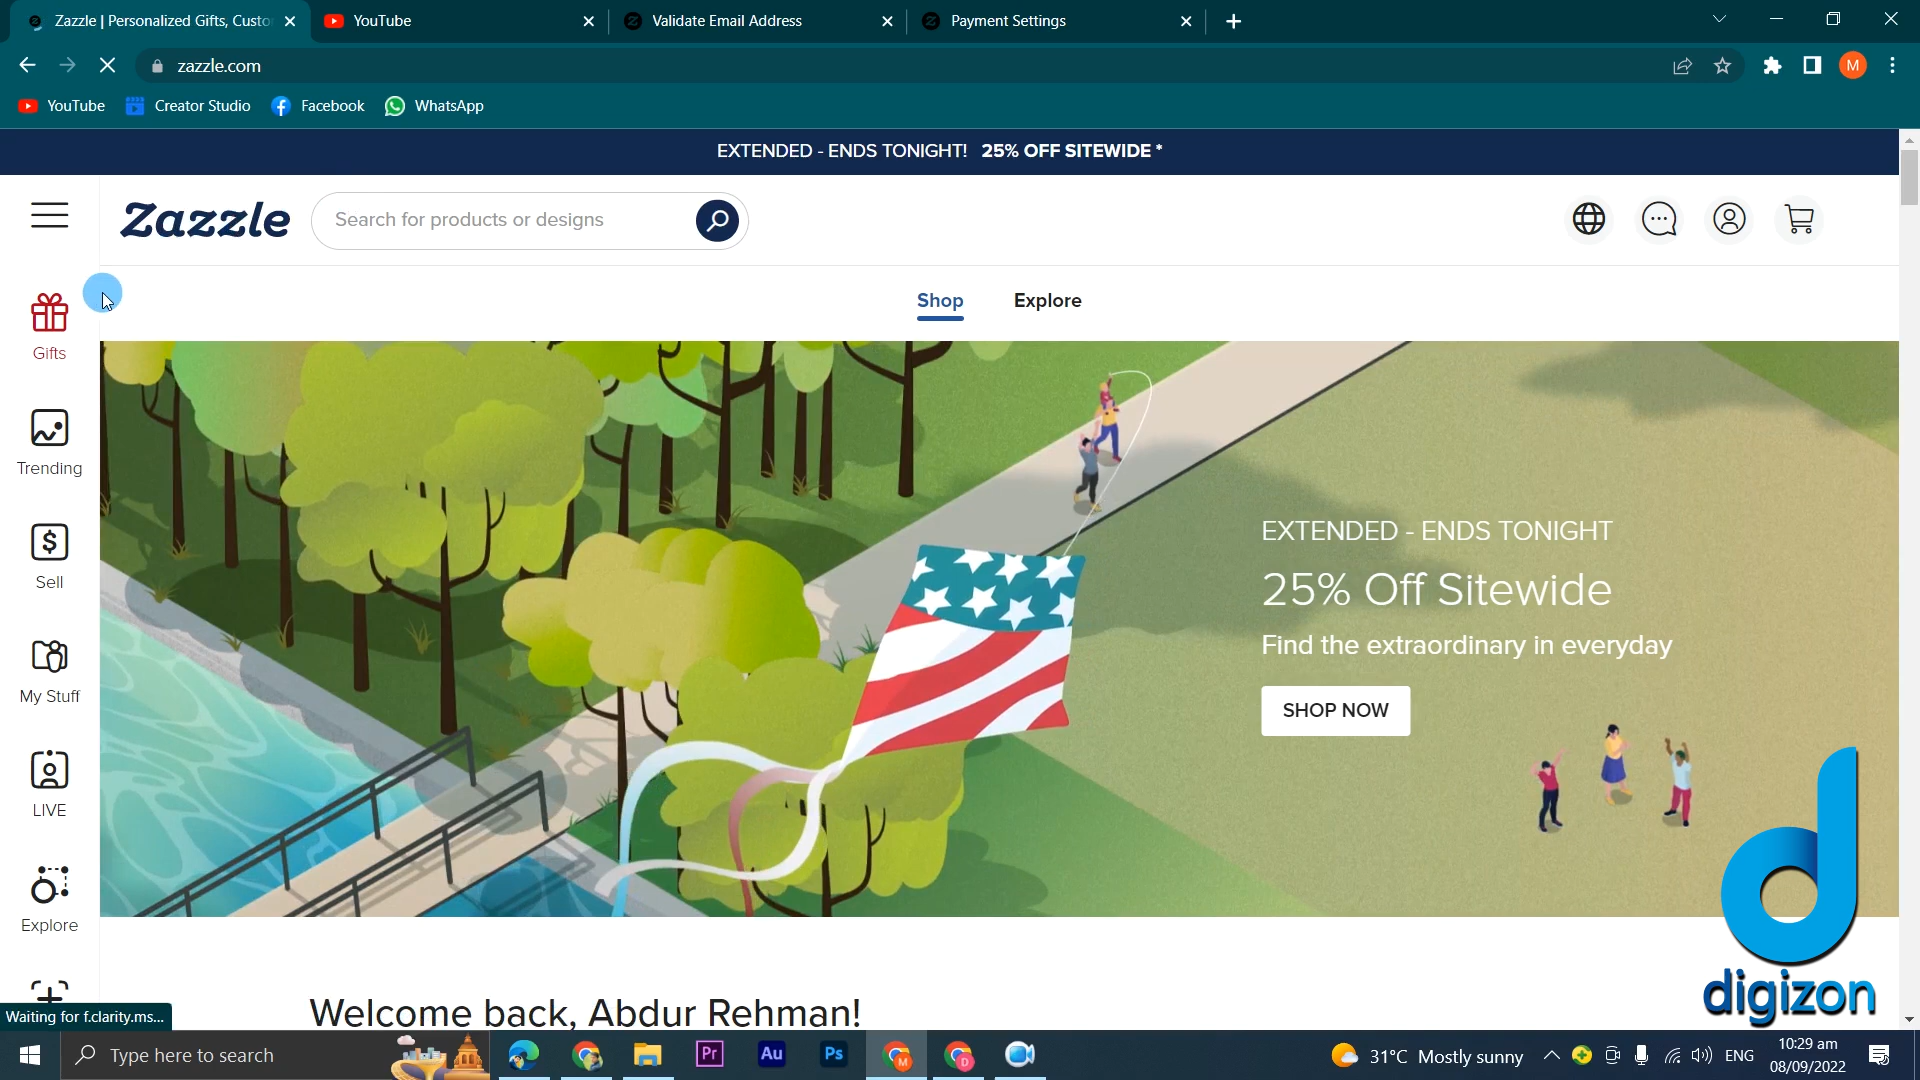 Zazzle | Personalized Gifts, Custo
YouTube
Validate Email Address
Payment Settings
zazzle.com
M
YouTube
Creator Studio
Facebook
WhatsApp
EXTENDED - ENDS TONIGHT! 25% OFF SITEWIDE *
Zazzle
Search for products or designs
Shop
Explore
Gifts
Trending
Sell
My Stuff
LIVE
Explore
EXTENDED - ENDS TONIGHT
25% Off Sitewide
Find the extraordinary in everyday
SHOP NOW
d
digizon
Welcome back, Abdur Rehman!
Waiting for f.clarity.ms...
Type here to search
Pr
Au
Ps
M
D
31°C Mostly sunny
ENG
10:29 am
08/09/2022